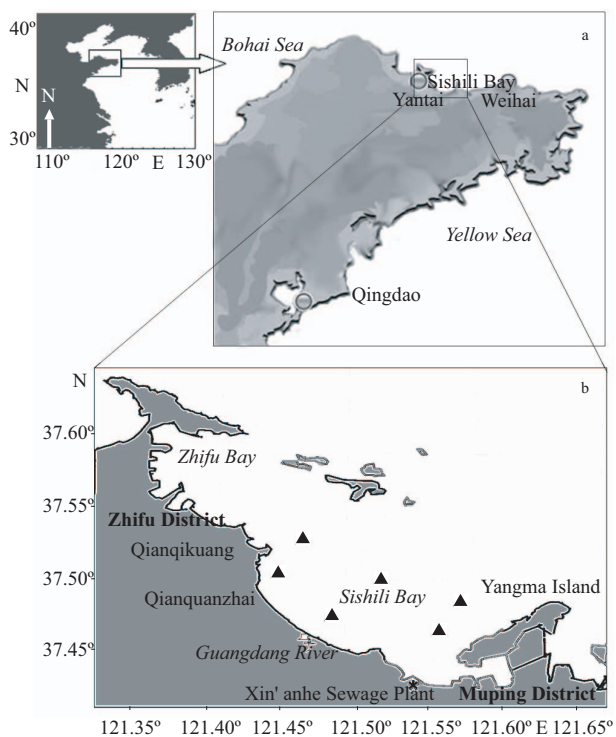 40º
N
N
30º
110º 120º E 130º
a
Bohai Sea
Sishili Bay
Yantai Weihai
Yellow Sea
Qingdao
N
b
37.60º
Zhifu Bay
37.55º
Zhifu District
Qianqikuang
37.50º
Qianquanzhai
Sishili Bay
Yangma Island
37.45º
Guangdang River
Xin' anhe Sewage Plant
Muping District
121.35º 121.40º 121.45º 121.50º 121.55º 121.60º E 121.65º